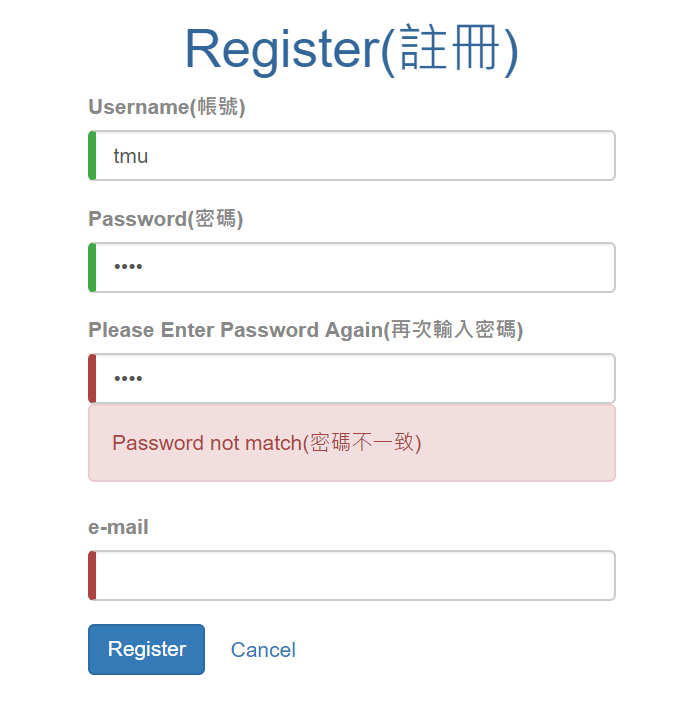 Register(註冊)
Username(帳號)
tmu
Password(密碼)
••••
Please Enter Password Again(再次輸入密碼)
••••
Password not match(密碼不一致)
e-mail
Register Cancel